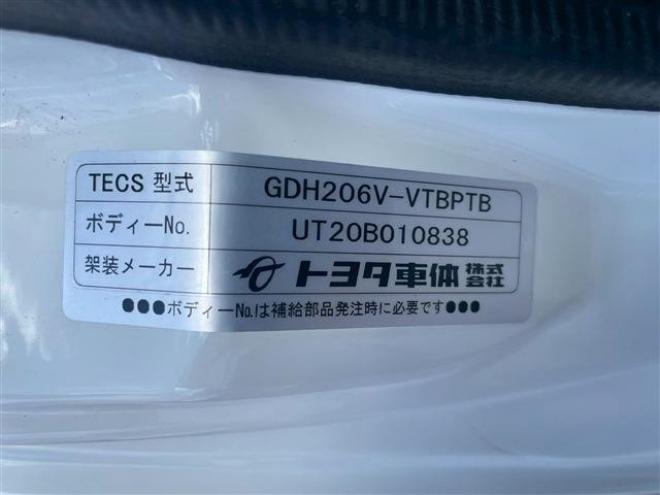 TECS 型式 GDH206V-VTBPTB
ボディーNo. UT20B010838
架装メーカー トヨタ車体株式会社
●●●ボディーNo.は補給部品発注時に必要です●●●